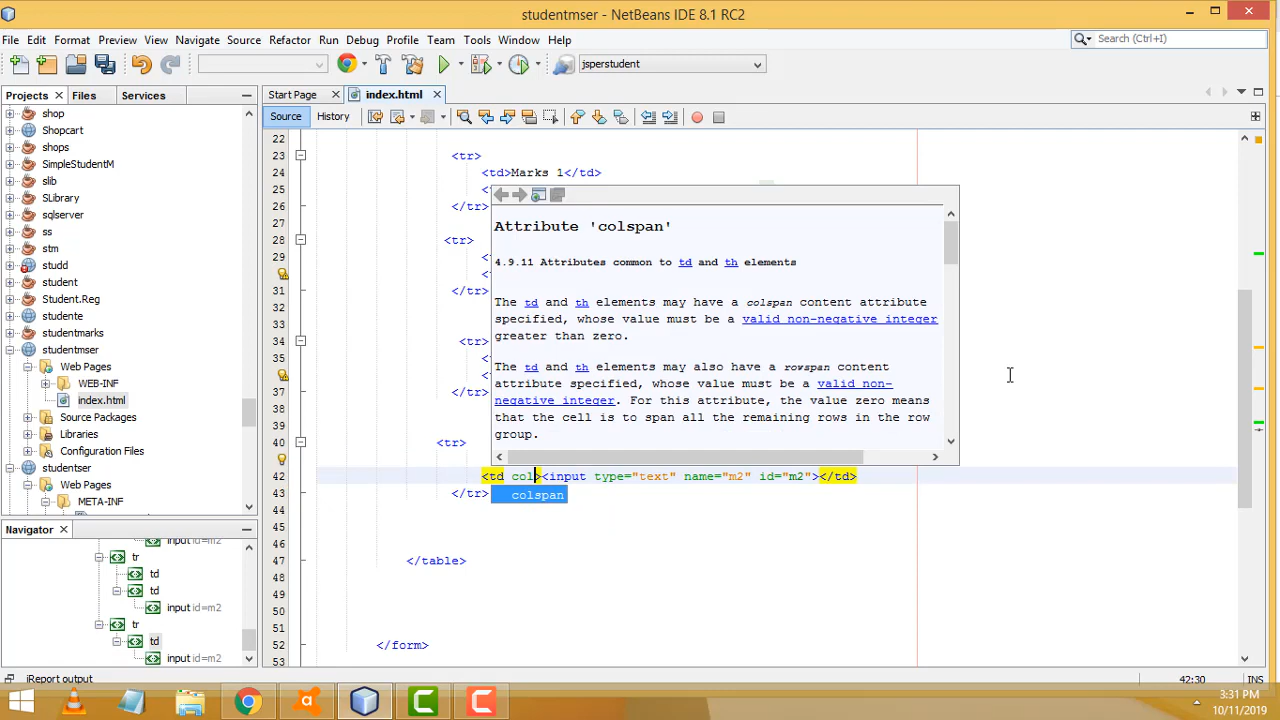 studentmser - NetBeans IDE 8.1 RC2
File Edit Format Preview View Navigate Source Refactor Run Debug Profile Team Tools Window Help
Search (Ctrl+I)
jsperstudent
Projects Files Services
Start Page index.html
Source History
shop
Shopcart
shops
SimpleStudentM
slib
SLibrary
sqlserver
ss
stm
studd
student
Student.Reg
studente
studentmarks
studentmser
Web Pages
WEB-INF
index.html
Source Packages
Libraries
Configuration Files
studentser
Web Pages
META-INF
Navigator
input id=m2
tr
td
td
input id=m2
tr
td
input id=m2
22
23 <tr>
24 <td>Marks 1</td>
25 <
26 </tr>
27
28 <tr>
29 <
<
31 </tr>
32
33
34 <tr>
35 <
<
37 </tr>
38
39
40 <tr>
42 <td col><input type="text" name="m2" id="m2"></td>
43 </tr>
44
45
46
47 </table>
48
49
50
51
52 </form>
53
Attribute 'colspan'
4.9.11 Attributes common to td and th elements
The td and th elements may have a colspan content attribute
specified, whose value must be a valid non-negative integer
greater than zero.
The td and th elements may also have a rowspan content
attribute specified, whose value must be a valid non-
negative integer. For this attribute, the value zero means
that the cell is to span all the remaining rows in the row
group.
colspan
iReport output
42:30 INS
3:31 PM
10/11/2019